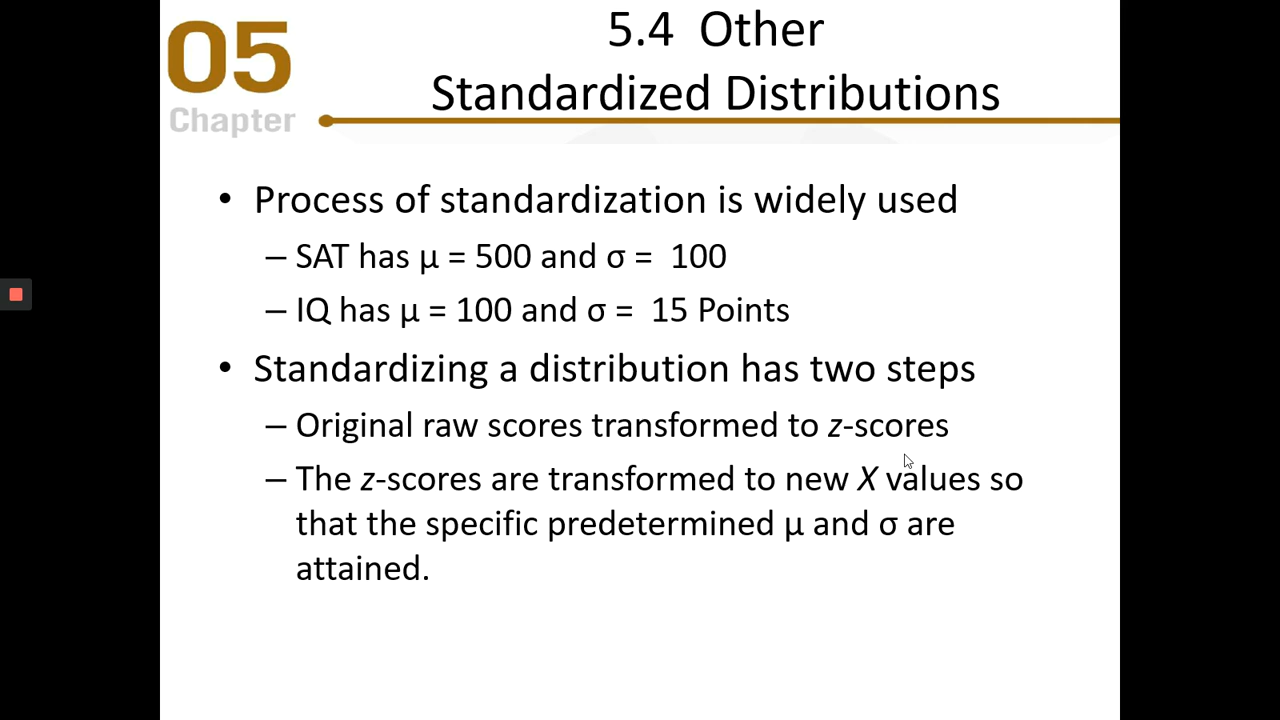 05
Chapter
5.4 Other
Standardized Distributions
• Process of standardization is widely used
– SAT has μ = 500 and σ = 100
– IQ has μ = 100 and σ = 15 Points
• Standardizing a distribution has two steps
– Original raw scores transformed to z-scores
– The z-scores are transformed to new X values so
that the specific predetermined μ and σ are
attained.